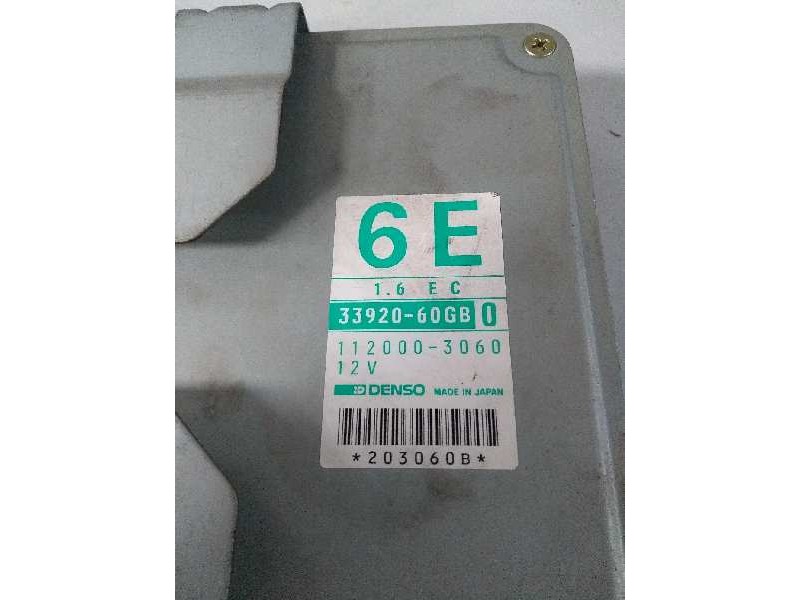 6E
1.6 EC
33920-60GB 0
112000-3060
12V
DENSO MADE IN JAPAN
*203060B*